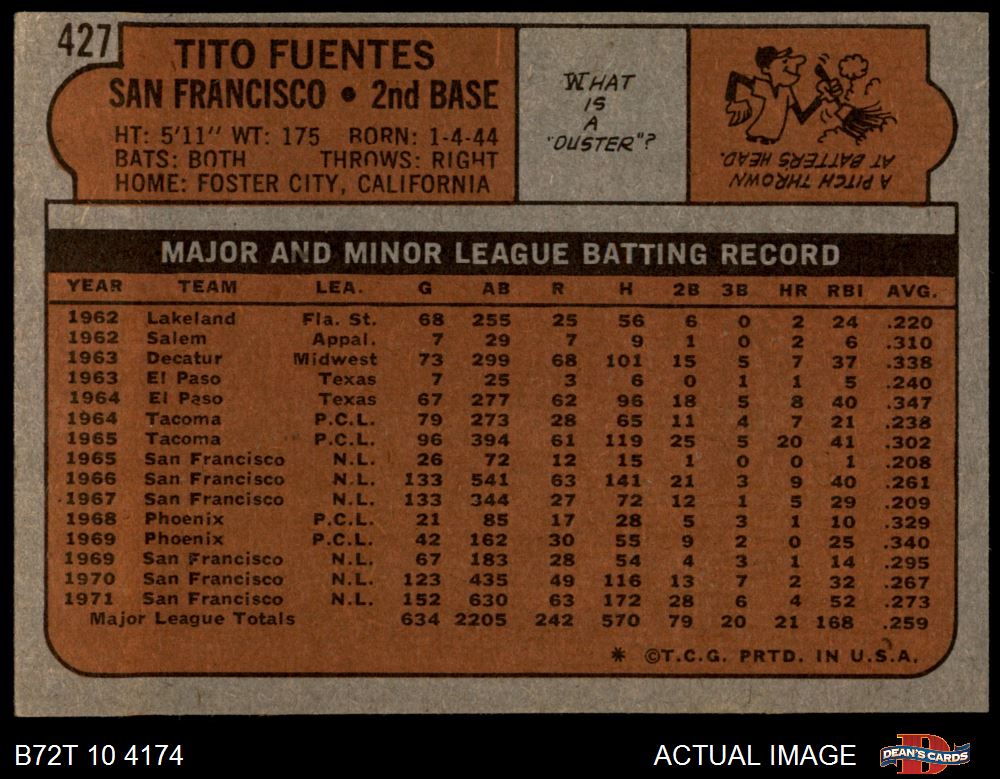 427
TITO FUENTES
SAN FRANCISCO • 2nd BASE
HT: 5'11" WT: 175 BORN: 1-4-44
BATS: BOTH THROWS: RIGHT
HOME: FOSTER CITY, CALIFORNIA
WHAT
IS
A
"DUSTER"?
A PITCH THROWN
AT BATTERS HEAD.
MAJOR AND MINOR LEAGUE BATTING RECORD
YEAR TEAM LEA. G AB R H 2B 3B HR RBI AVG.
1962 Lakeland Fla. St. 68 255 25 56 6 0 2 24 .220
1962 Salem Appal. 7 29 7 9 1 0 2 6 .310
1963 Decatur Midwest 73 299 68 101 15 5 7 37 .338
1963 El Paso Texas 7 25 3 6 0 1 1 5 .240
1964 El Paso Texas 67 277 62 96 18 5 8 40 .347
1964 Tacoma P.C.L. 79 273 28 65 11 4 7 21 .238
1965 Tacoma P.C.L. 96 394 61 119 25 5 20 41 .302
1965 San Francisco N.L. 26 72 12 15 1 0 0 1 .208
1966 San Francisco N.L. 133 541 63 141 21 3 9 40 .261
1967 San Francisco N.L. 133 344 27 72 12 1 5 29 .209
1968 Phoenix P.C.L. 21 85 17 28 5 3 1 10 .329
1969 Phoenix P.C.L. 42 162 30 55 9 2 0 25 .340
1969 San Francisco N.L. 67 183 28 54 4 3 1 14 .295
1970 San Francisco N.L. 123 435 49 116 13 7 2 32 .267
1971 San Francisco N.L. 152 630 63 172 28 6 4 52 .273
Major League Totals 634 2205 242 570 79 20 21 168 .259
* ©T.C.G. PRTD. IN U.S.A.
B72T 10 4174 ACTUAL IMAGE DEAN'S CARDS